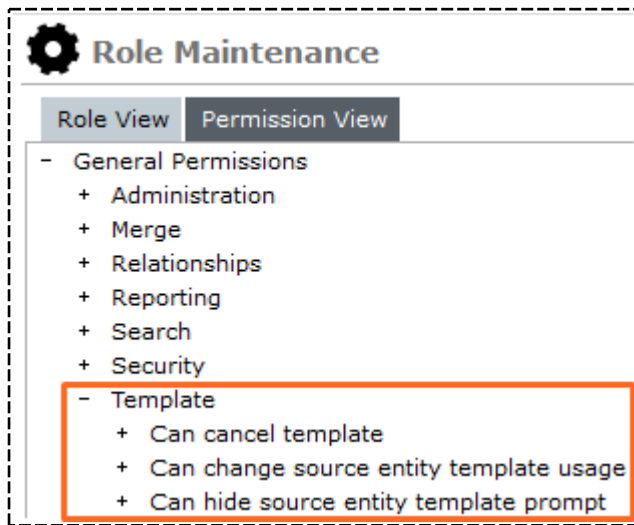 Role Maintenance
Role View Permission View
- General Permissions
+ Administration
+ Merge
+ Relationships
+ Reporting
+ Search
+ Security
- Template
+ Can cancel template
+ Can change source entity template usage
+ Can hide source entity template prompt